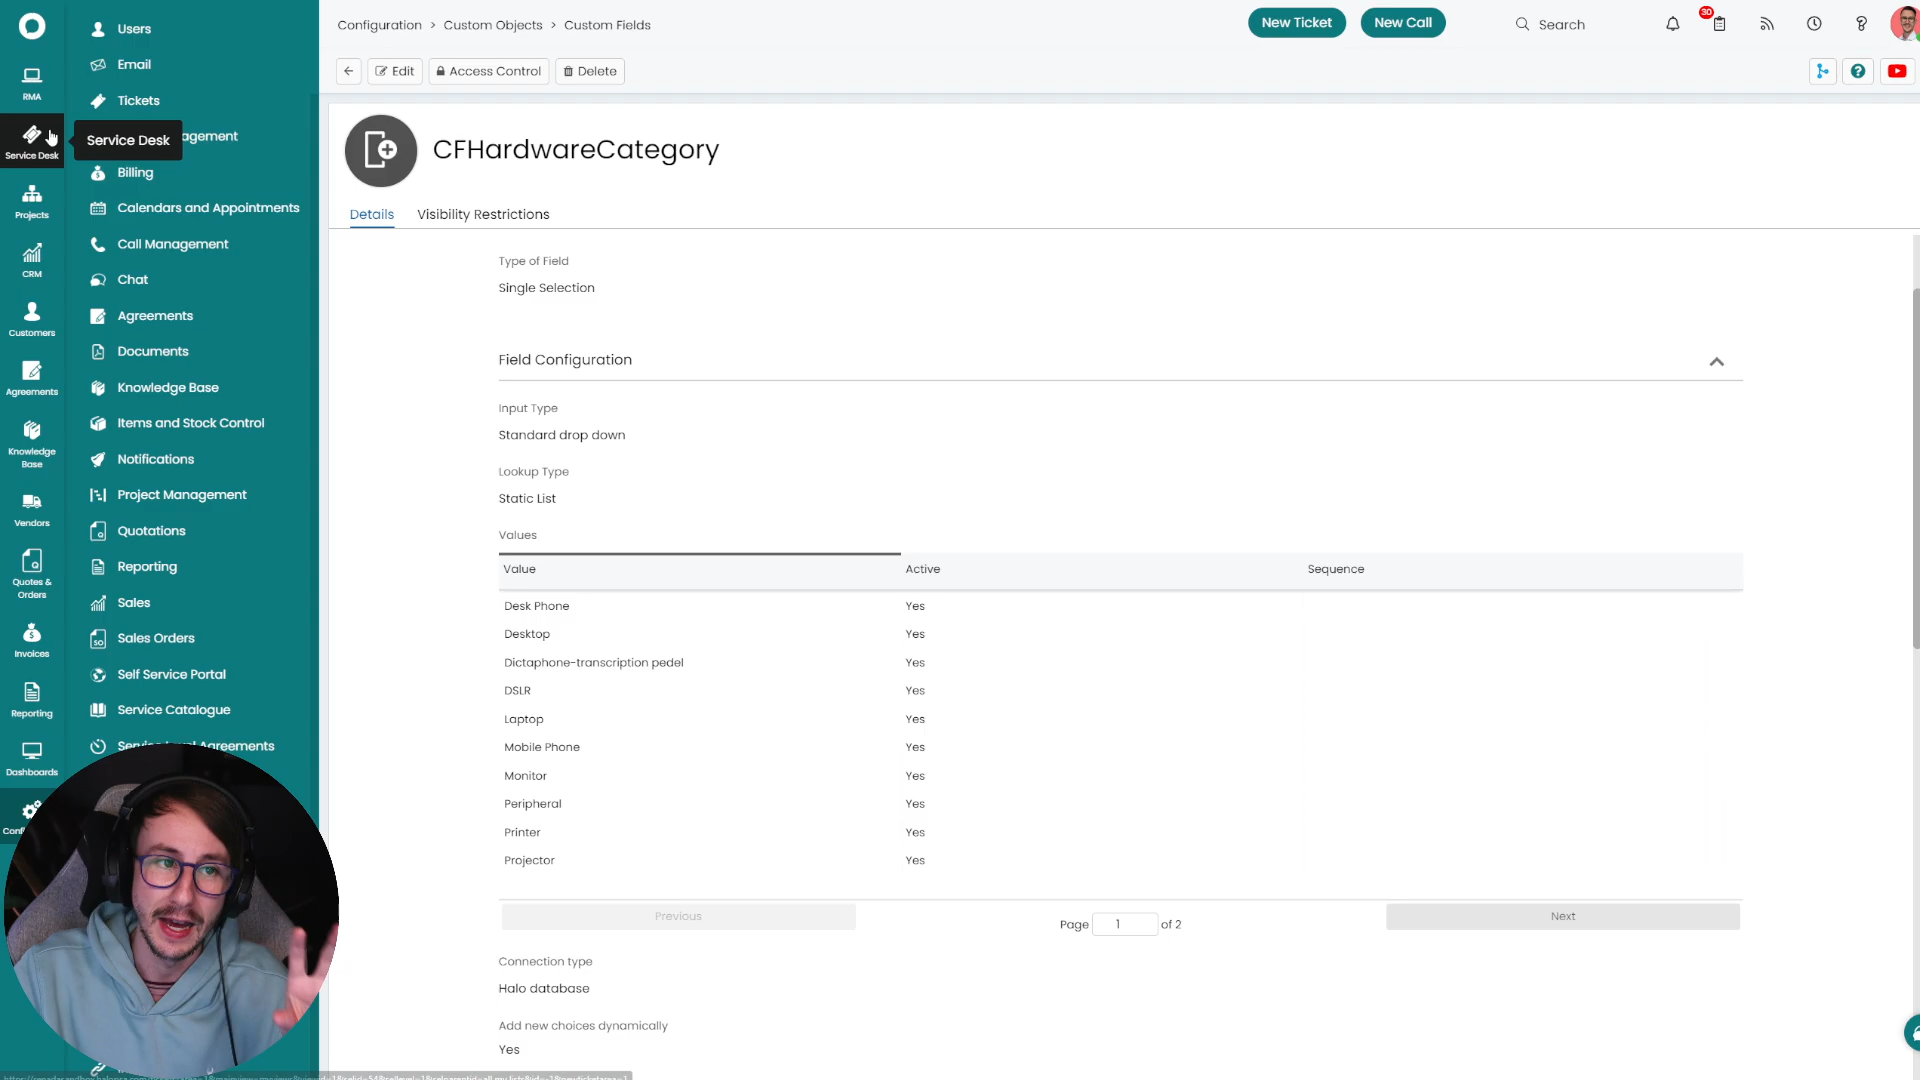 RMA
Service Desk
Projects
CRM
Customers
Agreements
Knowledge
Base
Vendors
Quotes &
Orders
Invoices
Reporting
Dashboards
Users
Email
Tickets
Service Desk
agement
Billing
Calendars and Appointments
Call Management
Chat
Agreements
Documents
Knowledge Base
Items and Stock Control
Notifications
Project Management
Quotations
Reporting
Sales
Sales Orders
Self Service Portal
Service Catalogue
Service Level Agreements
Configuration > Custom Objects > Custom Fields
New Ticket
New Call
Search
30
Edit
Access Control
Delete
CFHardwareCategory
Details
Visibility Restrictions
Type of Field
Single Selection
Field Configuration
Input Type
Standard drop down
Lookup Type
Static List
Values
Value Active Sequence
Desk Phone Yes
Desktop Yes
Dictaphone-transcription pedel Yes
DSLR Yes
Laptop Yes
Mobile Phone Yes
Monitor Yes
Peripheral Yes
Printer Yes
Projector Yes
Previous
Page 1 of 2
Next
Connection type
Halo database
Add new choices dynamically
Yes